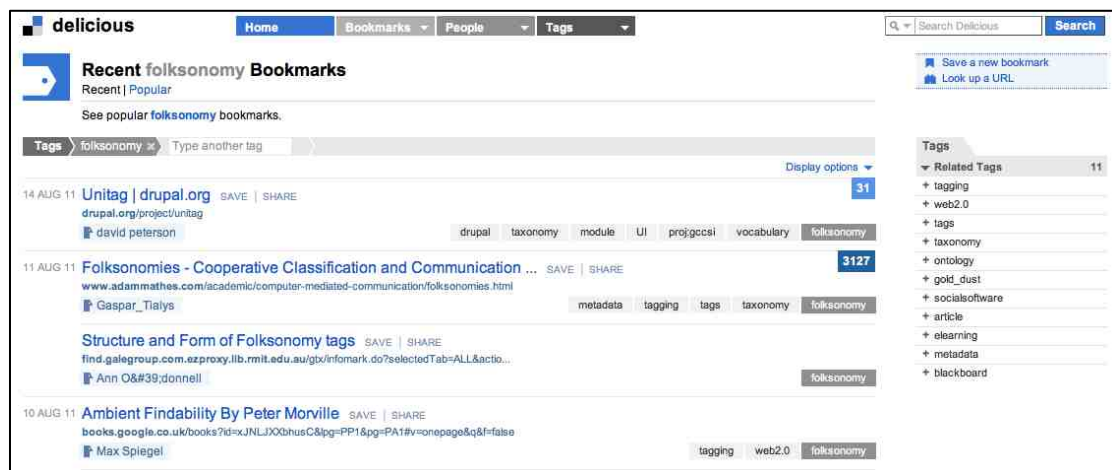 delicious
Home Bookmarks People Tags
Search Delicious Search
Recent folksonomy Bookmarks
Recent | Popular
See popular folksonomy bookmarks.
Save a new bookmark
Look up a URL
Tags folksonomy x Type another tag
Display options
14 AUG 11 Unitag | drupal.org SAVE | SHARE 31
drupal.org/project/unitag
david peterson drupal taxonomy module UI proj:gccsi vocabulary folksonomy
11 AUG 11 Folksonomies - Cooperative Classification and Communication ... SAVE | SHARE 3127
www.adammathes.com/academic/computer-mediated-communication/folksonomies.html
Gaspar_Tialys metadata tagging tags taxonomy folksonomy
Structure and Form of Folksonomy tags SAVE | SHARE
find.galegroup.com.ezproxy.lib.rmit.edu.au/gtx/infomark.do?selectedTab=ALL&actio...
Ann O&#39;donnell folksonomy
10 AUG 11 Ambient Findability By Peter Morville SAVE | SHARE
books.google.co.uk/books?id=xJNLJXXbhusC&lpg=PP1&pg=PA1#v=onepage&q&f=false
Max Spiegel tagging web2.0 folksonomy
Tags
Related Tags 11
+ tagging
+ web2.0
+ tags
+ taxonomy
+ ontology
+ gold_dust
+ socialsoftware
+ article
+ elearning
+ metadata
+ blackboard